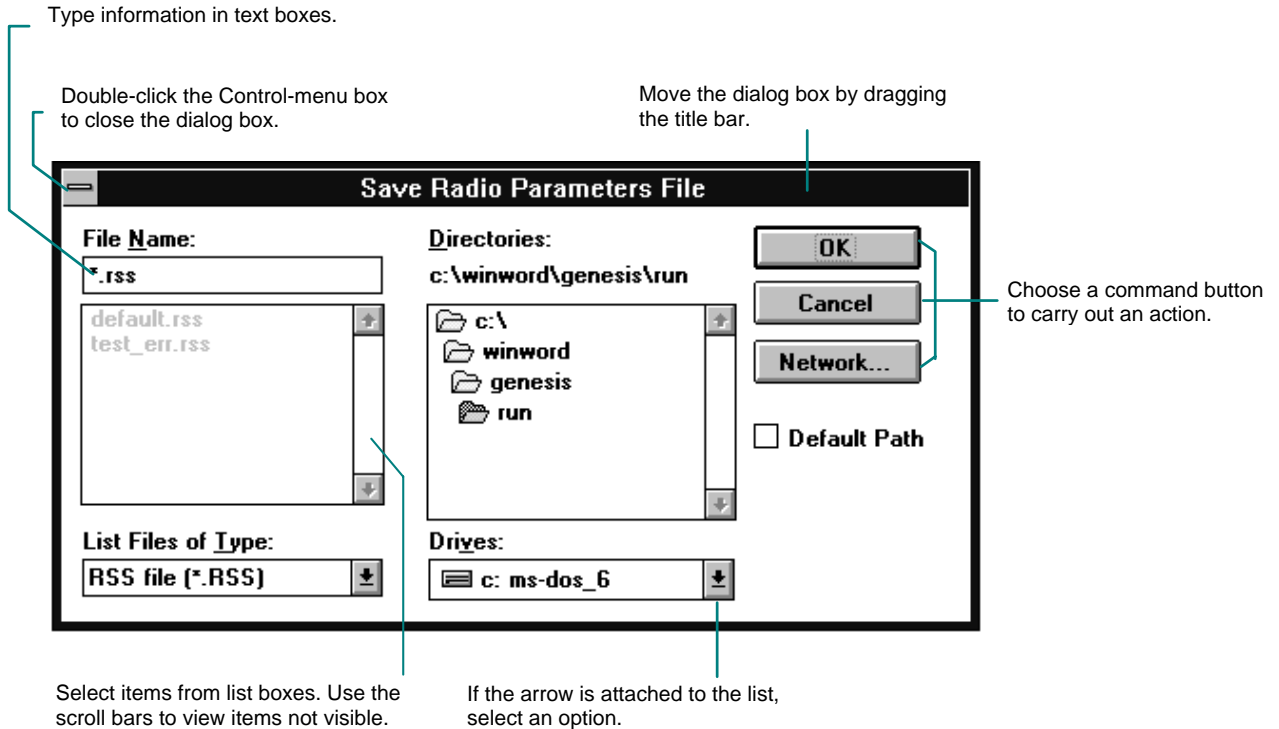 Type information in text boxes.
Double-click the Control-menu box
to close the dialog box.
Move the dialog box by dragging
the title bar.
Save Radio Parameters File
File Name:
*.rss
default.rss
test_err.rss
List Files of Type:
RSS file (*.RSS)
Directories:
c:\winword\genesis\run
c:\
winword
genesis
run
Drives:
c: ms-dos_6
OK
Cancel
Network...
Default Path
Choose a command button
to carry out an action.
Select items from list boxes. Use the
scroll bars to view items not visible.
If the arrow is attached to the list,
select an option.